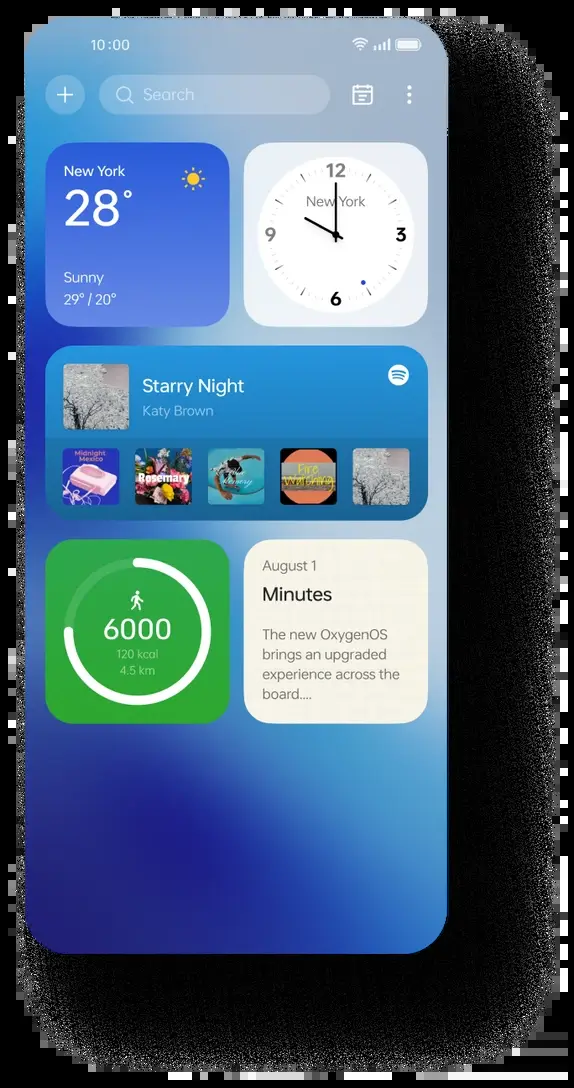 10:00
Search
New York
28°
Sunny
29° / 20°
12
New York
9
3
6
Starry Night
Katy Brown
Midnight
Mexico
Rosemary
Fire
Watching
6000
120 kcal
4.5 km
August 1
Minutes
The new OxygenOS
brings an upgraded
experience across the
board....